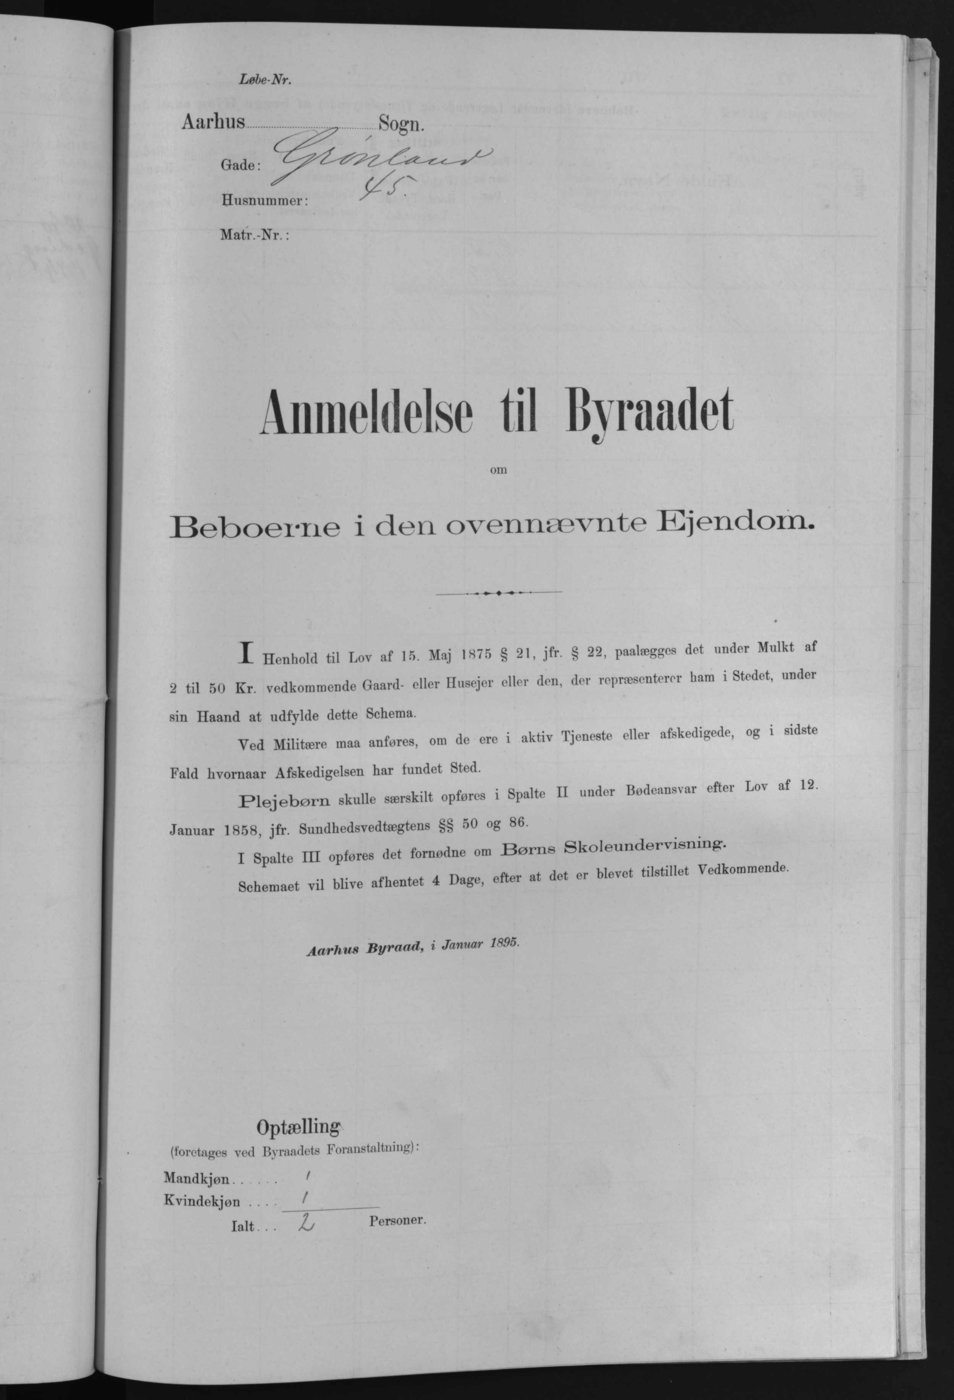 Løbe-Nr.
Aarhus Sogn.
Gade: Grønland
Husnummer: 45.
Matr.-Nr.:
Anmeldelse til Byraadet
om
Beboerne i den ovennævnte Ejendom.
I Henhold til Lov af 15. Maj 1875 § 21, jfr. § 22, paalægges det under Mulkt af
2 til 50 Kr. vedkommende Gaard- eller Husejer eller den, der repræsenterer ham i Stedet, under
sin Haand at udfylde dette Schema.
Ved Militære maa anføres, om de ere i aktiv Tjeneste eller afskedigede, og i sidste
Fald hvornaar Afskedigelsen har fundet Sted.
Plejebørn skulle særskilt opføres i Spalte II under Bødeansvar efter Lov af 12.
Januar 1858, jfr. Sundhedsvedtægtens §§ 50 og 86.
I Spalte III opføres det fornødne om Børns Skoleundervisning.
Schemaet vil blive afhentet 4 Dage, efter at det er blevet tilstillet Vedkommende.
Aarhus Byraad, i Januar 1895.
Optælling
(foretages ved Byraadets Foranstaltning):
Mandkjøn...... 1
Kvindekjøn .... 1
Ialt... 2 Personer.